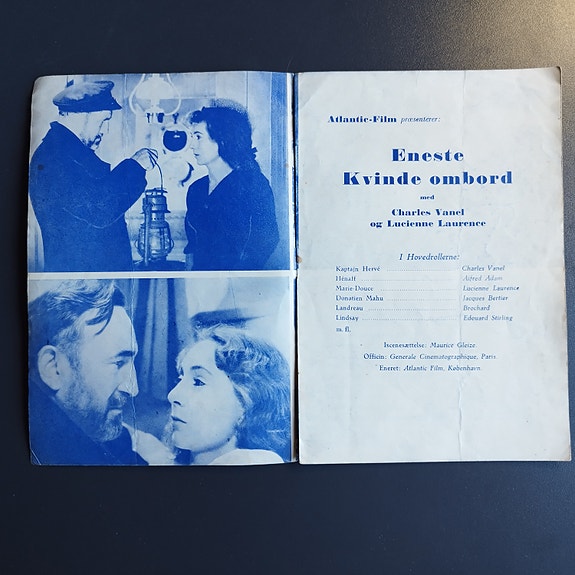 Atlantic-Film præsenterer:
Eneste
Kvinde ombord
med
Charles Vanel
og Lucienne Laurence
I Hovedrollerne:
Kaptajn Hervé ........ Charles Vanel
Hénaff ........ Alfred Adam
Marie-Douce ........ Lucienne Laurence
Donatien Mahu ........ Jacques Bertier
Landreau ........ Brochard
Lindsay ........ Edouard Stirling
m. fl.
Iscenesættelse: Maurice Gleize.
Officin: Generale Cinematographique, Paris.
Eneret: Atlantic Film, København.